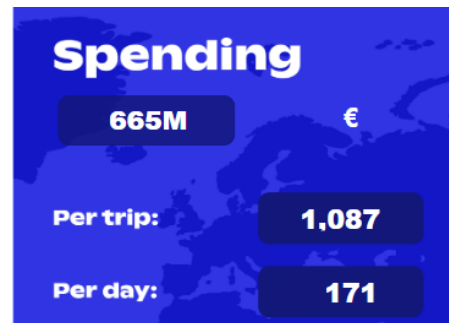 Spending
665M €
Per trip: 1,087
Per day: 171